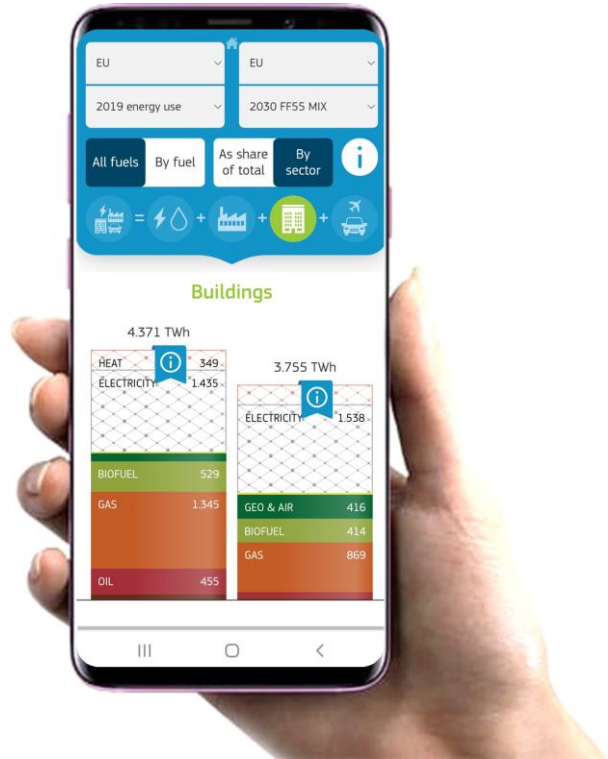 EU
EU
2019 energy use
2030 FF55 MIX
All fuels
By fuel
As share
of total
By
sector
i
= + + +
Buildings
4.371 TWh
3.755 TWh
HEAT 349
ELECTRICITY 1.435
BIOFUEL 529
GAS 1.345
OIL 455
ELECTRICITY 1.538
GEO & AIR 416
BIOFUEL 414
GAS 869